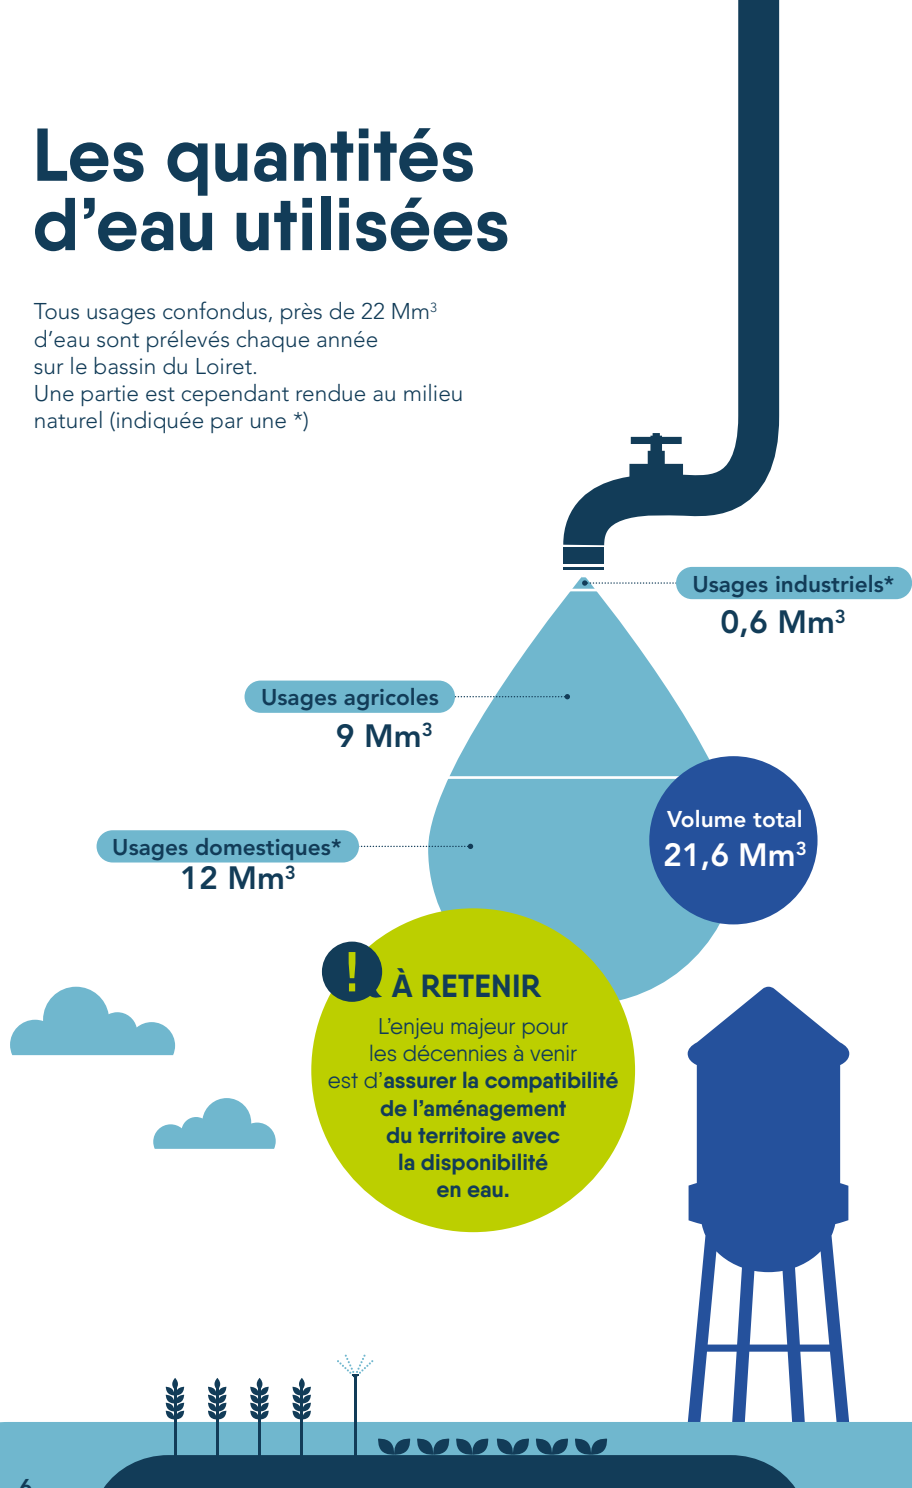 Les quantités
d’eau utilisées
Tous usages confondus, près de 22 Mm³
d’eau sont prélevés chaque année
sur le bassin du Loiret.
Une partie est cependant rendue au milieu
naturel (indiquée par une *)
Usages industriels*
0,6 Mm³
Usages agricoles
9 Mm³
Volume total
21,6 Mm³
Usages domestiques*
12 Mm³
!
À RETENIR
L’enjeu majeur pour
les décennies à venir
est d’assurer la compatibilité
de l’aménagement
du territoire avec
la disponibilité
en eau.
6